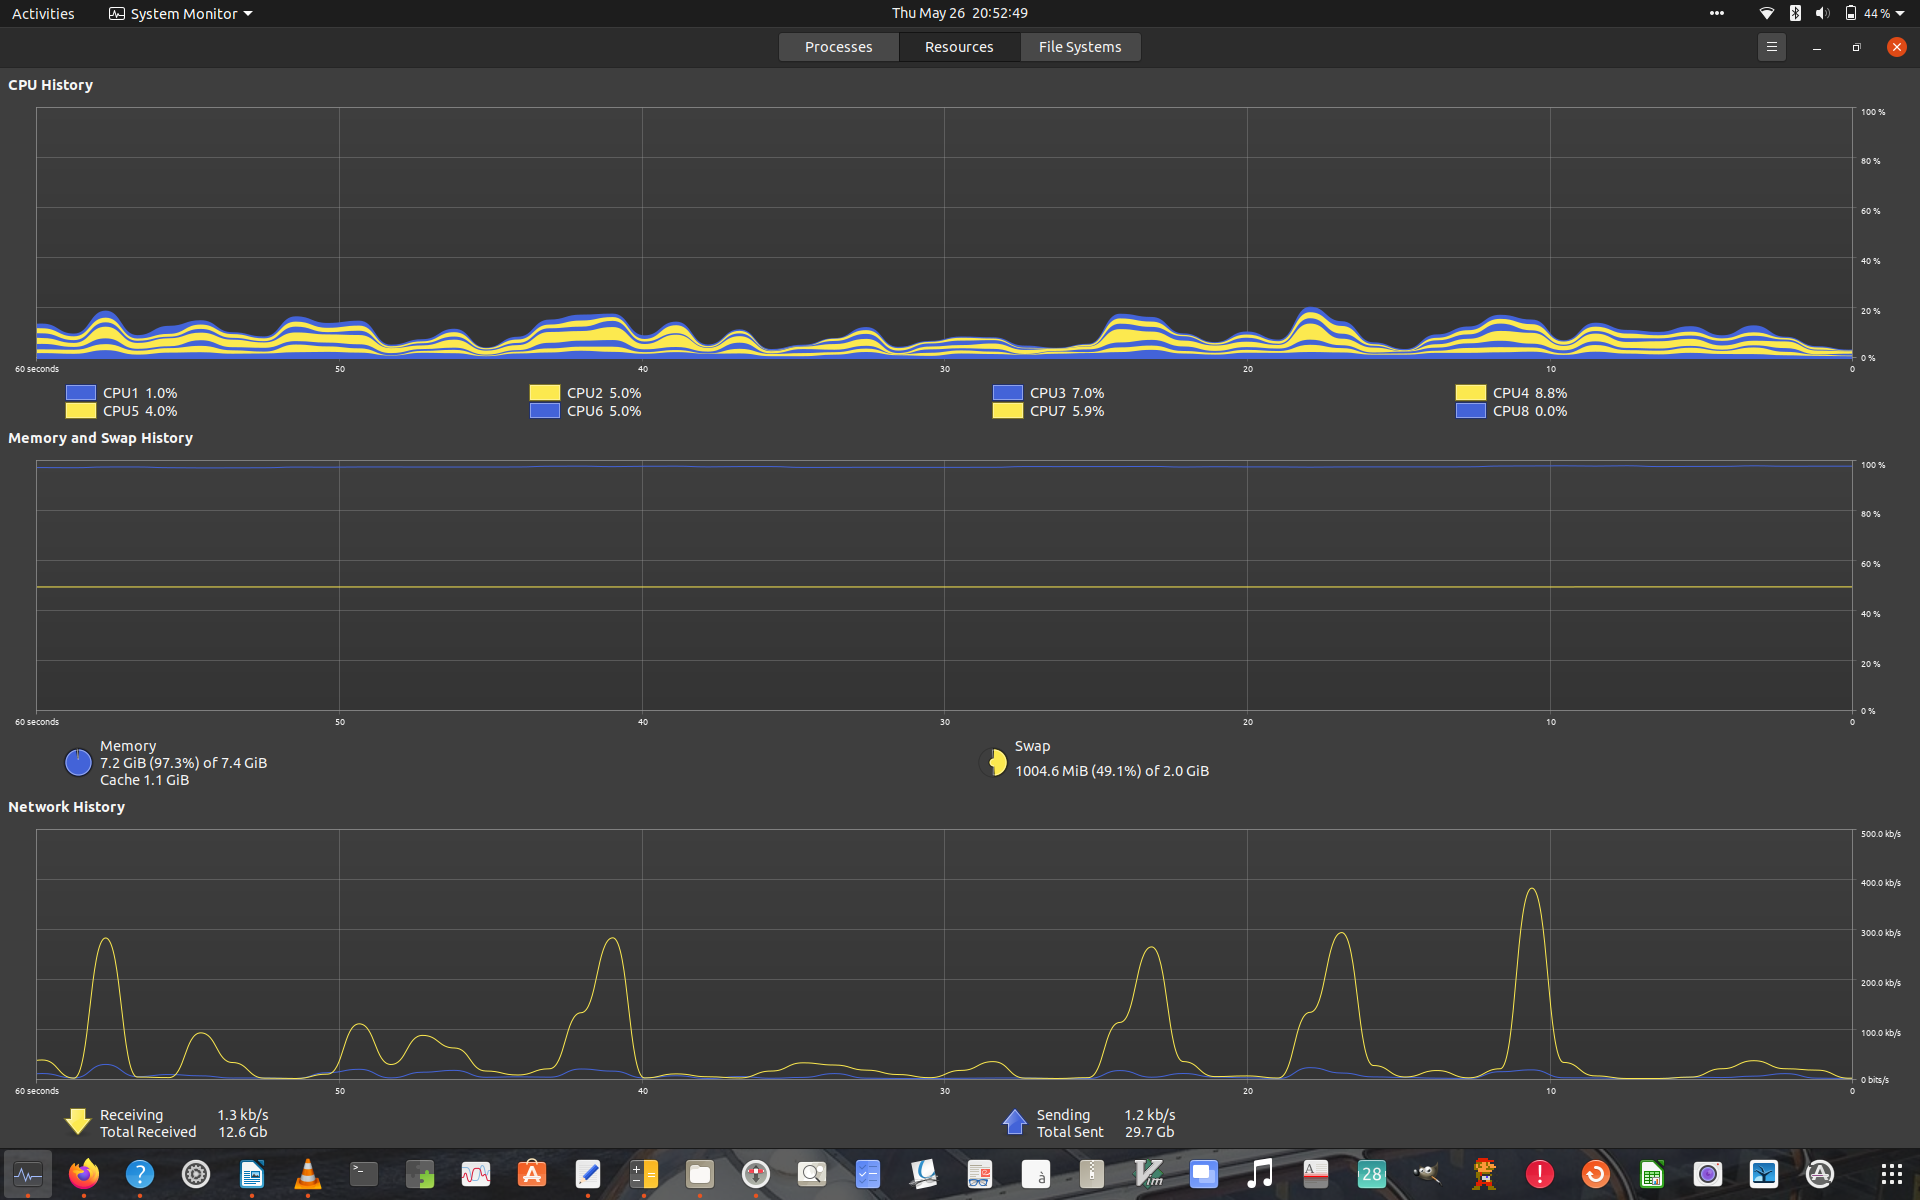 Activities
System Monitor
Thu May 26 20:52:49
44 %
Processes
Resources
File Systems
CPU History
100 %
80 %
60 %
40 %
20 %
0 %
60 seconds 50 40 30 20 10 0
CPU1 1.0% CPU2 5.0% CPU3 7.0% CPU4 8.8%
CPU5 4.0% CPU6 5.0% CPU7 5.9% CPU8 0.0%
Memory and Swap History
100 %
80 %
60 %
40 %
20 %
0 %
60 seconds 50 40 30 20 10 0
Memory
7.2 GiB (97.3%) of 7.4 GiB
Cache 1.1 GiB
Swap
1004.6 MiB (49.1%) of 2.0 GiB
Network History
500.0 kb/s
400.0 kb/s
300.0 kb/s
200.0 kb/s
100.0 kb/s
0 bits/s
60 seconds 50 40 30 20 10 0
Receiving 1.3 kb/s
Total Received 12.6 Gb
Sending 1.2 kb/s
Total Sent 29.7 Gb
?
>_
à
Vim
A
28
!